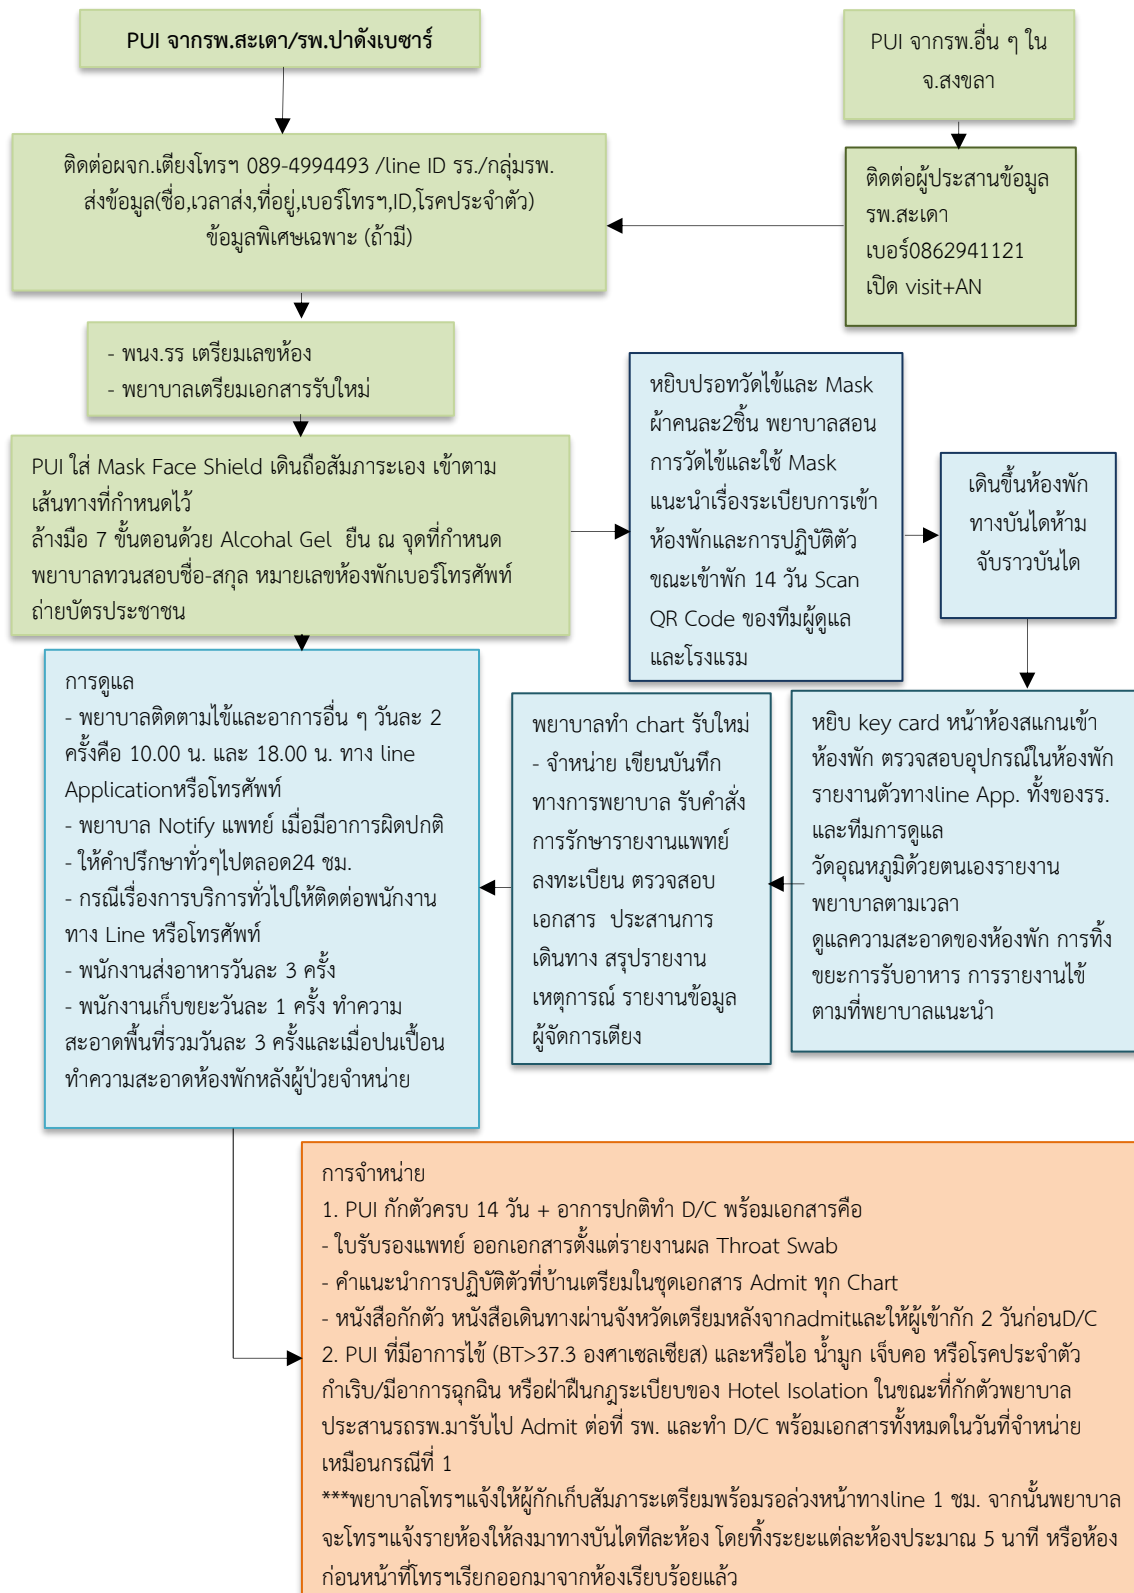 PUI จากรพ.สะเดา/รพ.ปาดังเบซาร์
PUI จากรพ.อื่น ๆ ใน
จ.สงขลา
ติดต่อผจก.เตียงโทรฯ 089-4994493 /line ID รร./กลุ่มรพ.
ส่งข้อมูล(ชื่อ,เวลาส่ง,ที่อยู่,เบอร์โทรฯ,ID,โรคประจำตัว)
ข้อมูลพิเศษเฉพาะ (ถ้ามี)
ติดต่อผู้ประสานข้อมูล
รพ.สะเดา
เบอร์0862941121
เปิด visit+AN
- พนง.รร เตรียมเลขห้อง
- พยาบาลเตรียมเอกสารรับใหม่
PUI ใส่ Mask Face Shield เดินถือสัมภาระเอง เข้าตาม
เส้นทางที่กำหนดไว้
ล้างมือ 7 ขั้นตอนด้วย Alcohal Gel ยืน ณ จุดที่กำหนด
พยาบาลทวนสอบชื่อ-สกุล หมายเลขห้องพักเบอร์โทรศัพท์
ถ่ายบัตรประชาชน
หยิบปรอทวัดไข้และ Mask
ผ้าคนละ2ชิ้น พยาบาลสอน
การวัดไข้และใช้ Mask
แนะนำเรื่องระเบียบการเข้า
ห้องพักและการปฏิบัติตัว
ขณะเข้าพัก 14 วัน Scan
QR Code ของทีมผู้ดูแล
และโรงแรม
เดินขึ้นห้องพัก
ทางบันไดห้าม
จับราวบันได
หยิบ key card หน้าห้องสแกนเข้า
ห้องพัก ตรวจสอบอุปกรณ์ในห้องพัก
รายงานตัวทางline App. ทั้งของรร.
และทีมการดูแล
วัดอุณหภูมิด้วยตนเองรายงาน
พยาบาลตามเวลา
ดูแลความสะอาดของห้องพัก การทิ้ง
ขยะการรับอาหาร การรายงานไข้
ตามที่พยาบาลแนะนำ
พยาบาลทำ chart รับใหม่
- จำหน่าย เขียนบันทึก
ทางการพยาบาล รับคำสั่ง
การรักษารายงานแพทย์
ลงทะเบียน ตรวจสอบ
เอกสาร ประสานการ
เดินทาง สรุปรายงาน
เหตุการณ์ รายงานข้อมูล
ผู้จัดการเตียง
การดูแล
- พยาบาลติดตามไข้และอาการอื่น ๆ วันละ 2
ครั้งคือ 10.00 น. และ 18.00 น. ทาง line
Applicationหรือโทรศัพท์
- พยาบาล Notify แพทย์ เมื่อมีอาการผิดปกติ
- ให้คำปรึกษาทั่วๆไปตลอด24 ชม.
- กรณีเรื่องการบริการทั่วไปให้ติดต่อพนักงาน
ทาง Line หรือโทรศัพท์
- พนักงานส่งอาหารวันละ 3 ครั้ง
- พนักงานเก็บขยะวันละ 1 ครั้ง ทำความ
สะอาดพื้นที่รวมวันละ 3 ครั้งและเมื่อปนเปื้อน
ทำความสะอาดห้องพักหลังผู้ป่วยจำหน่าย
การจำหน่าย
1. PUI กักตัวครบ 14 วัน + อาการปกติทำ D/C พร้อมเอกสารคือ
- ใบรับรองแพทย์ ออกเอกสารตั้งแต่รายงานผล Throat Swab
- คำแนะนำการปฏิบัติตัวที่บ้านเตรียมในชุดเอกสาร Admit ทุก Chart
- หนังสือกักตัว หนังสือเดินทางผ่านจังหวัดเตรียมหลังจากadmitและให้ผู้เข้ากัก 2 วันก่อนD/C
2. PUI ที่มีอาการไข้ (BT>37.3 องศาเซลเซียส) และหรือไอ น้ำมูก เจ็บคอ หรือโรคประจำตัว
กำเริบ/มีอาการฉุกฉิน หรือฝ่าฝืนกฎระเบียบของ Hotel Isolation ในขณะที่กักตัวพยาบาล
ประสานรถรพ.มารับไป Admit ต่อที่ รพ. และทำ D/C พร้อมเอกสารทั้งหมดในวันที่จำหน่าย
เหมือนกรณีที่ 1
***พยาบาลโทรฯแจ้งให้ผู้กักเก็บสัมภาระเตรียมพร้อมรอล่วงหน้าทางline 1 ชม. จากนั้นพยาบาล
จะโทรฯแจ้งรายห้องให้ลงมาทางบันไดทีละห้อง โดยทิ้งระยะแต่ละห้องประมาณ 5 นาที หรือห้อง
ก่อนหน้าที่โทรฯเรียกออกมาจากห้องเรียบร้อยแล้ว